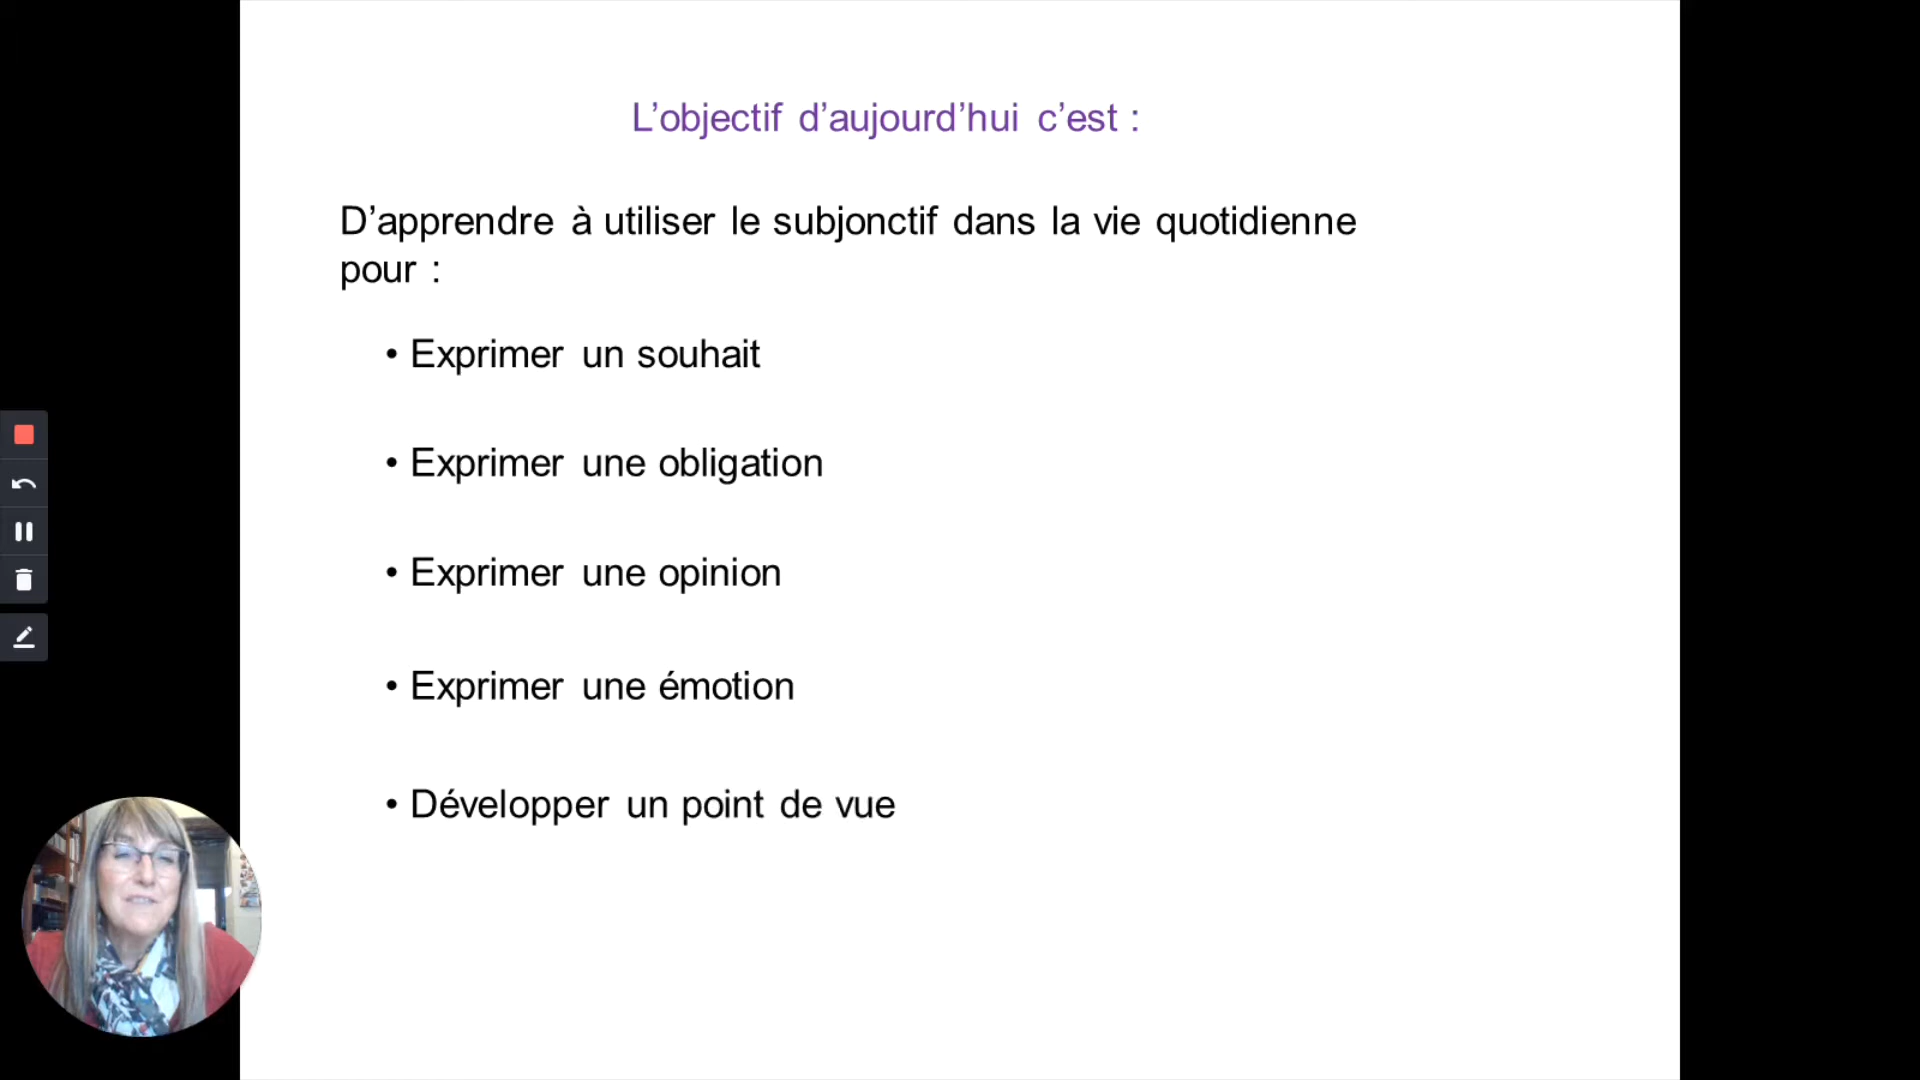 L’objectif d’aujourd’hui c’est :
D’apprendre à utiliser le subjonctif dans la vie quotidienne
pour :
• Exprimer un souhait
• Exprimer une obligation
• Exprimer une opinion
• Exprimer une émotion
• Développer un point de vue